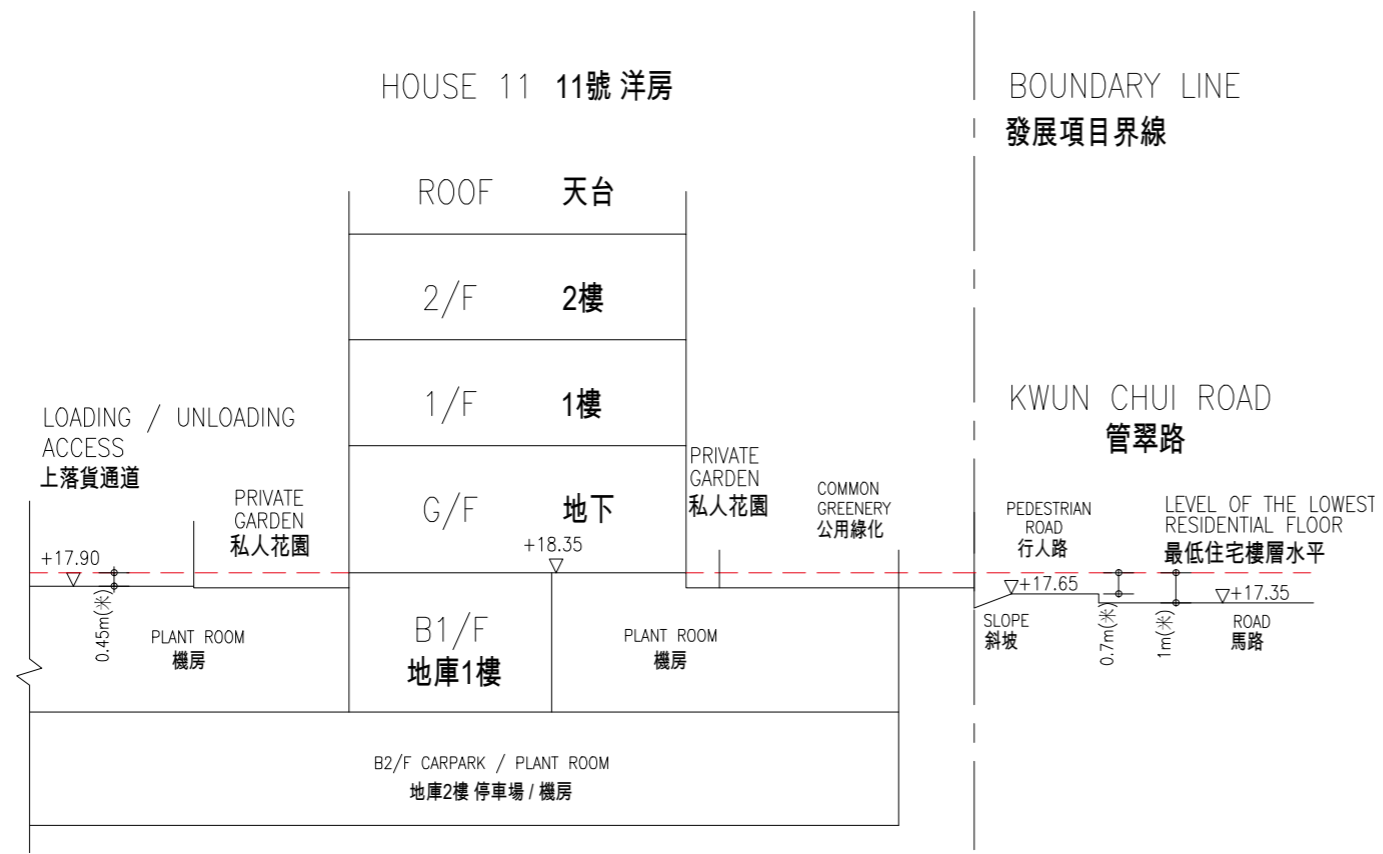 HOUSE 11 11號 洋房
BOUNDARY LINE
發展項目界線
ROOF 天台
2/F 2樓
1/F 1樓
KWUN CHUI ROAD
管翠路
LOADING / UNLOADING
ACCESS
上落貨通道
PRIVATE
GARDEN
私人花園
G/F 地下
PRIVATE
GARDEN
私人花園
COMMON
GREENERY
公用綠化
PEDESTRIAN
ROAD
行人路
LEVEL OF THE LOWEST
RESIDENTIAL FLOOR
最低住宅樓層水平
+17.90
+18.35
+17.65
+17.35
0.45m(米)
PLANT ROOM
機房
B1/F
地庫1樓
PLANT ROOM
機房
SLOPE
斜坡
0.7m(米)
1m(米)
ROAD
馬路
B2/F CARPARK / PLANT ROOM
地庫2樓 停車場 / 機房